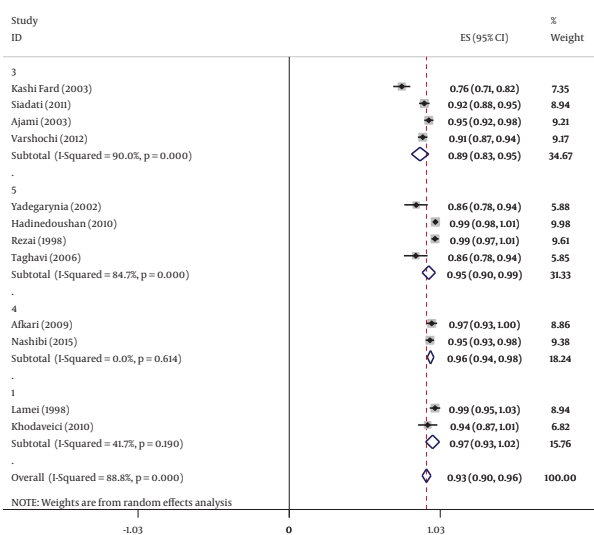 Study %
ID ES (95% CI) Weight
3
Kashi Fard (2003) 0.76 (0.71, 0.82) 7.35
Siadati (2011) 0.92 (0.88, 0.95) 8.94
Ajami (2003) 0.95 (0.92, 0.98) 9.21
Varshochi (2012) 0.91 (0.87, 0.94) 9.17
Subtotal (I-Squared = 90.0%, p = 0.000) 0.89 (0.83, 0.95) 34.67
.
5
Yadegarynia (2002) 0.86 (0.78, 0.94) 5.88
Hadinedoushan (2010) 0.99 (0.98, 1.01) 9.98
Rezai (1998) 0.99 (0.97, 1.01) 9.61
Taghavi (2006) 0.86 (0.78, 0.94) 5.85
Subtotal (I-Squared = 84.7%, p = 0.000) 0.95 (0.90, 0.99) 31.33
.
4
Afkari (2009) 0.97 (0.93, 1.00) 8.86
Nashibi (2015) 0.95 (0.93, 0.98) 9.38
Subtotal (I-Squared = 0.0%, p = 0.614) 0.96 (0.94, 0.98) 18.24
.
1
Lamei (1998) 0.99 (0.95, 1.03) 8.94
Khodaveici (2010) 0.94 (0.87, 1.01) 6.82
Subtotal (I-Squared = 41.7%, p = 0.190) 0.97 (0.93, 1.02) 15.76
.
Overall (I-Squared = 88.8%, p = 0.000) 0.93 (0.90, 0.96) 100.00
NOTE: Weights are from random effects analysis
-1.03 0 1.03